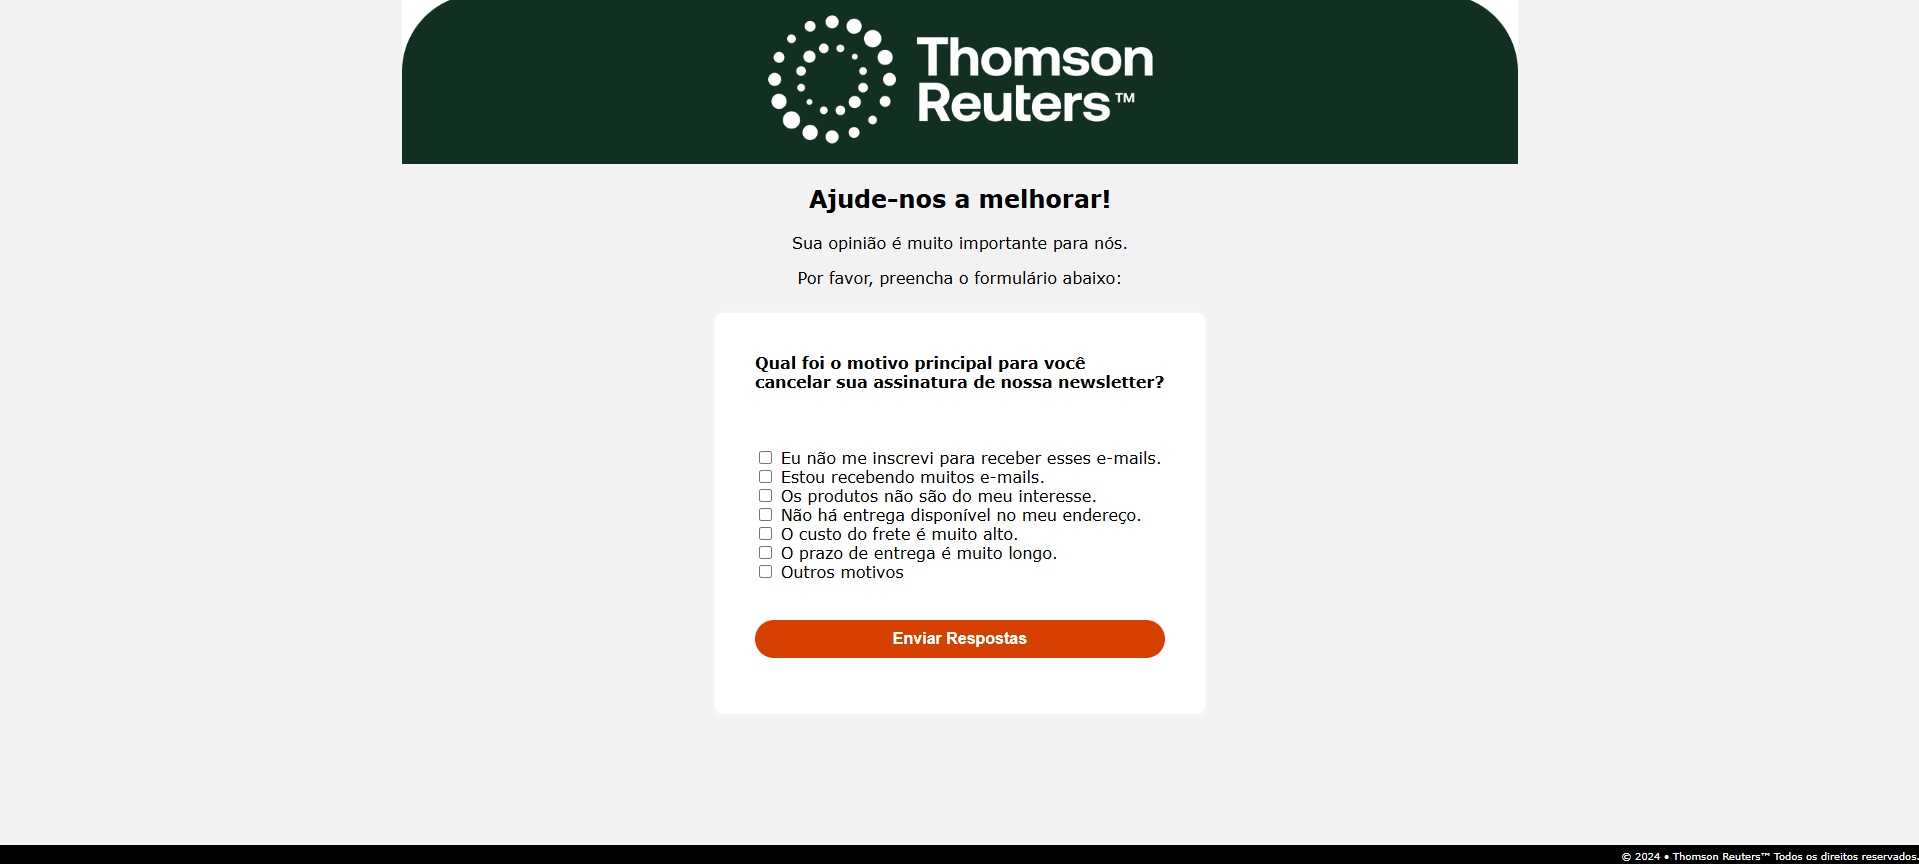 Thomson
Reuters™
Ajude-nos a melhorar!
Sua opinião é muito importante para nós.
Por favor, preencha o formulário abaixo:
Qual foi o motivo principal para você
cancelar sua assinatura de nossa newsletter?
Eu não me inscrevi para receber esses e-mails.
Estou recebendo muitos e-mails.
Os produtos não são do meu interesse.
Não há entrega disponível no meu endereço.
O custo do frete é muito alto.
O prazo de entrega é muito longo.
Outros motivos
Enviar Respostas
© 2024 • Thomson Reuters™ Todos os direitos reservados.